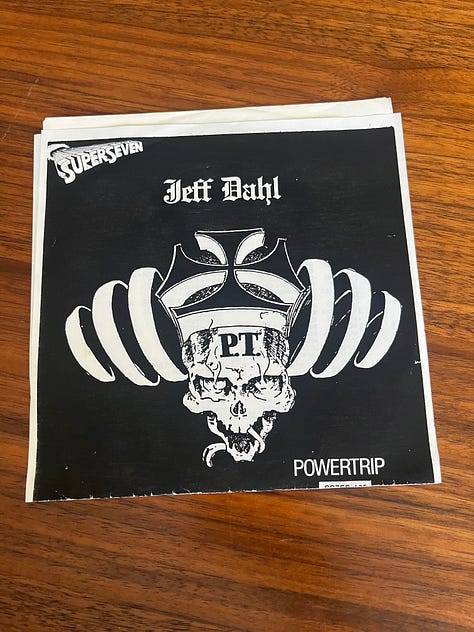 SUPERSEVEN
Jeff Dahl
P.T.
POWERTRIP